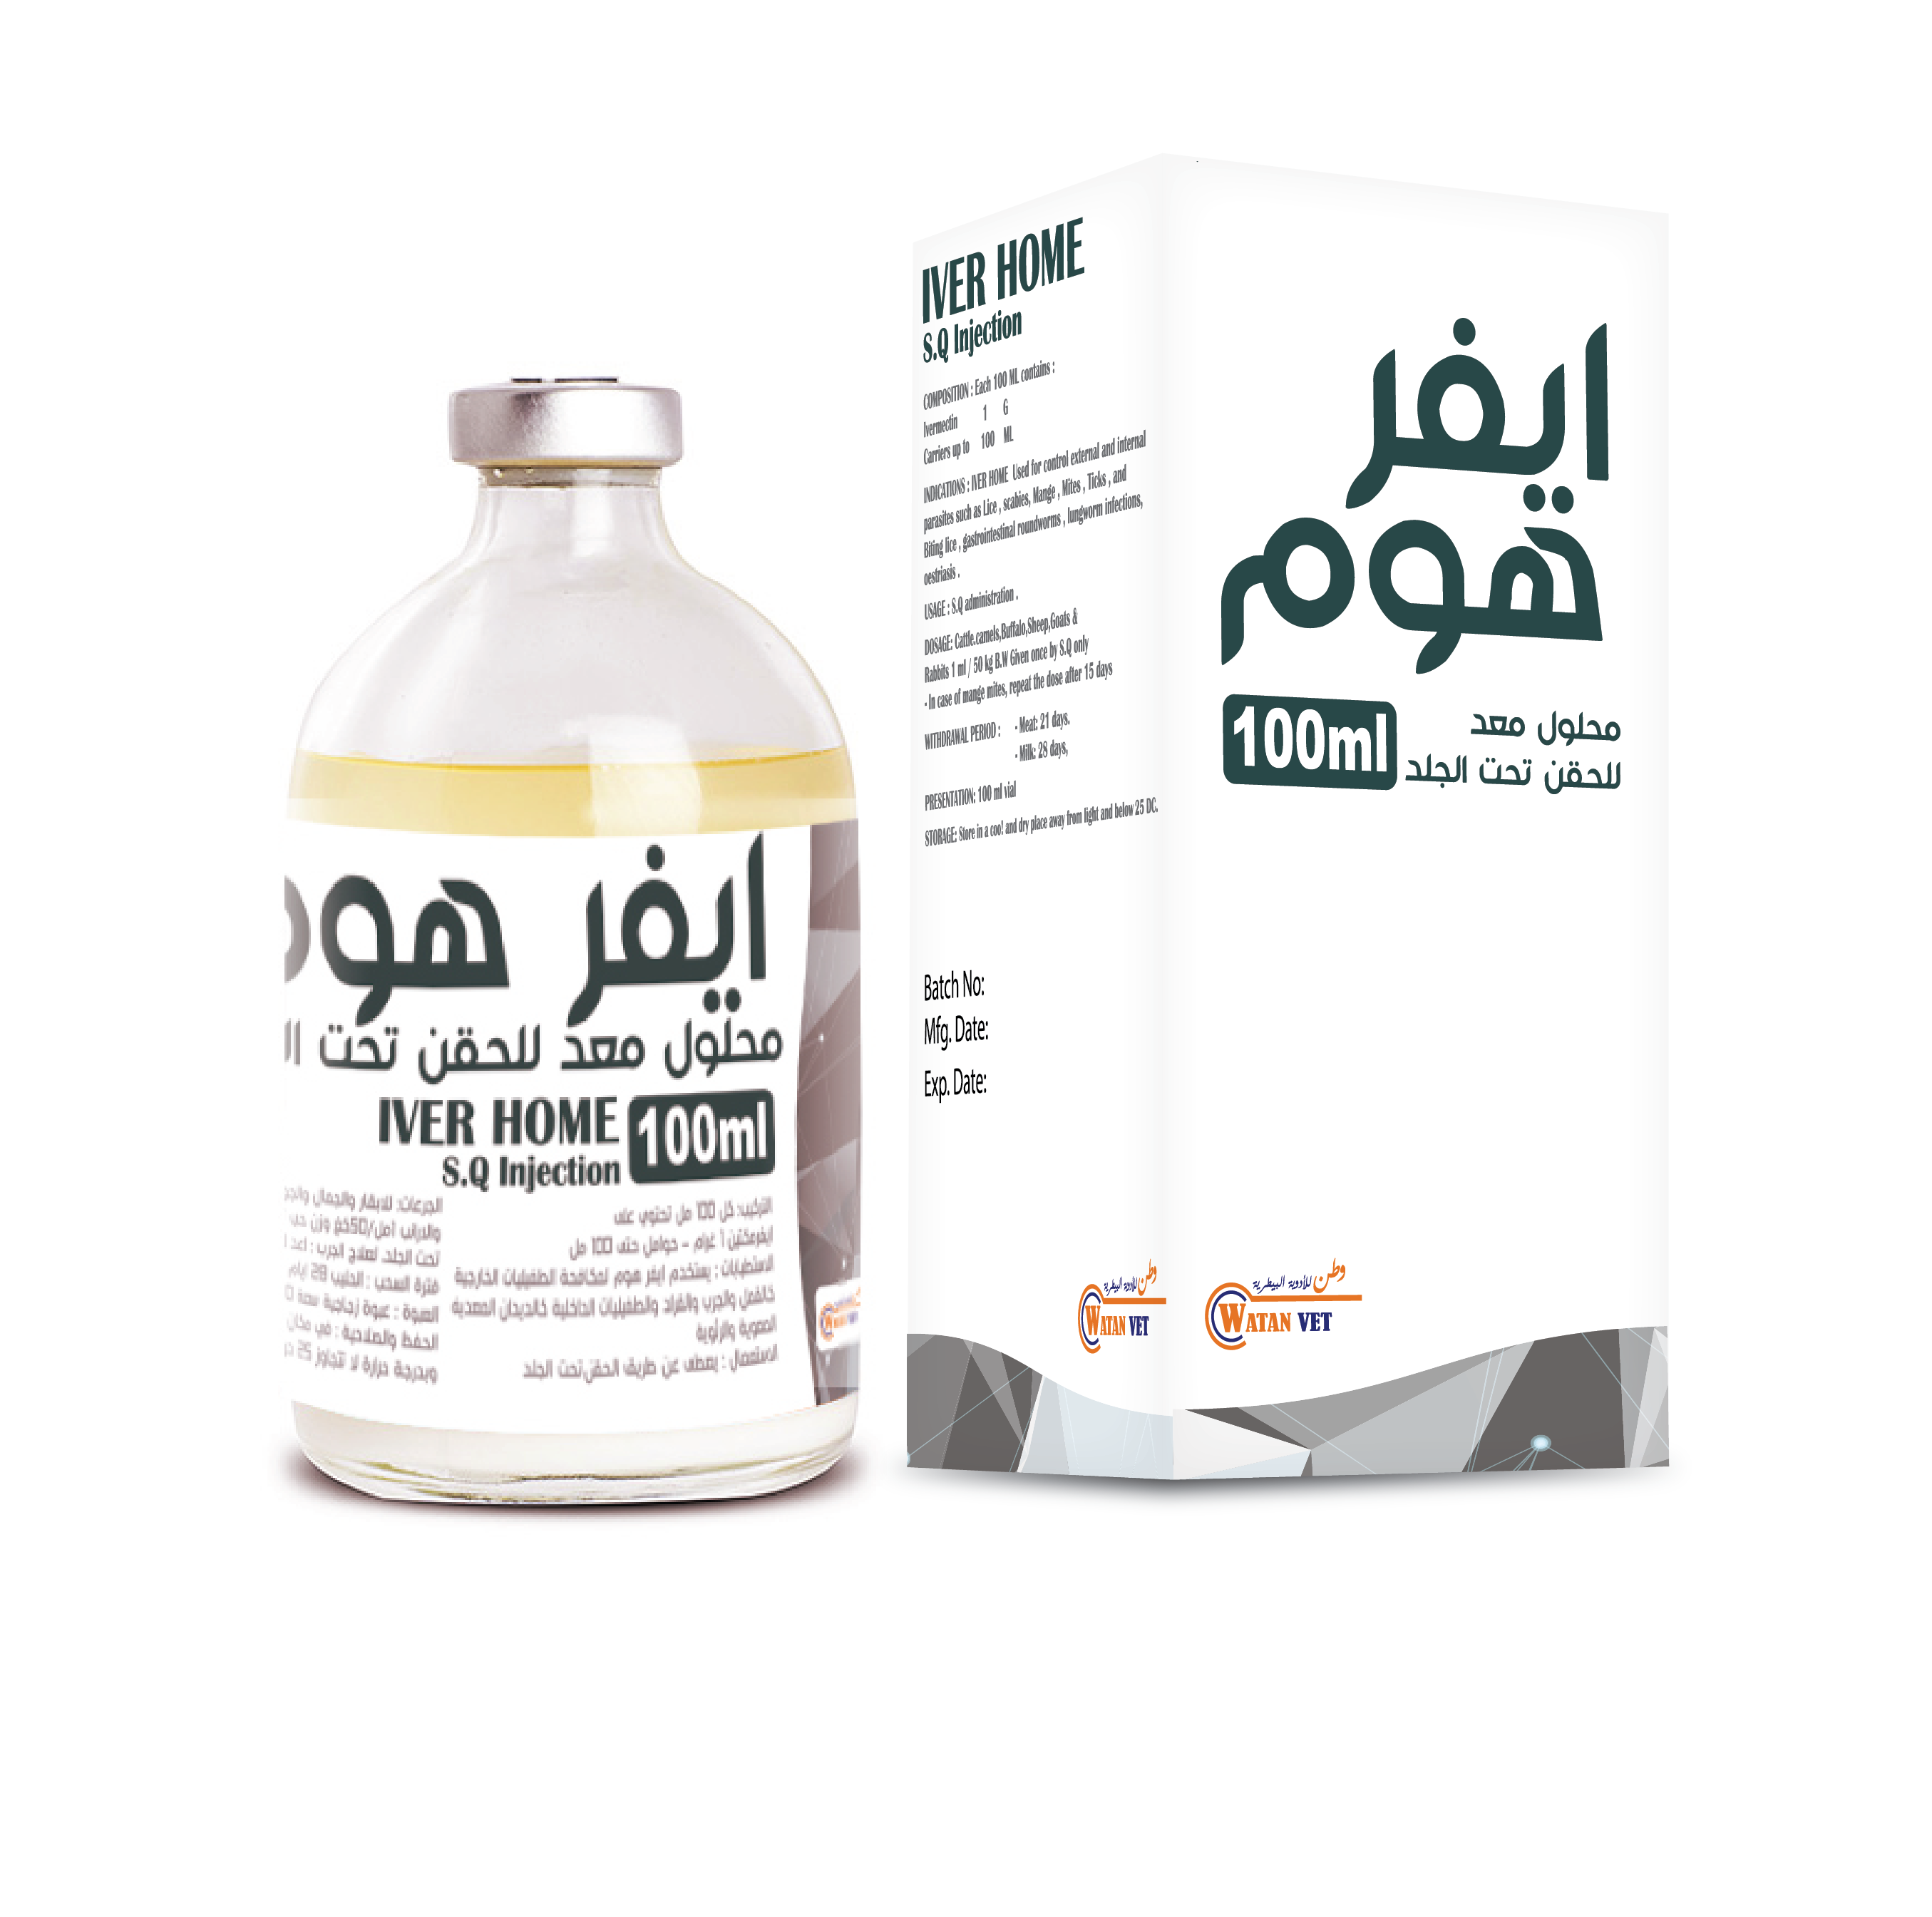 ايفر هوم
محلول معد للحقن تحت
IVER HOME
S.Q Injection
100ml
التركيب: كل 100 مل تحتوي على
ايفرمكتين 1 غرام - حوامل حتى 100 مل
الاستطبابات : يستخدم ايفر هوم لمكافحة الطفيليات الخارجية
كالقمل والجرب والقراد والطفيليات الداخلية كالديدان المعدية
المعوية والرئوية
الاستعمال : يعطى عن طريق الحقن تحت الجلد
الجرعات: للابقار والجمال
والارانب 1مل/50كغ وزن حي
تحت الجلد. لعلاج الجرب : اعد
فترة السحب : الحليب 28 ايام
العبوة : عبوة زجاجية سعة
الحفظ والصلاحية : في مكان
وبدرجة حرارة لا تتجاوز 25
WATAN VET
IVER HOME
S.Q Injection
COMPOSITION : Each 100 ML contains :
Ivermectin 1 G
Carriers up to 100 ML
INDICATIONS : IVER HOME Used for control external and internal
parasites such as Lice , scabies, Mange , Mites , Ticks , and
Biting lice , gastrointestinal roundworms , lungworm infections,
oestriasis .
USAGE : S.Q administration .
DOSAGE: Cattle.camels,Buffalo,Sheep,Goats &
Rabbits 1 ml / 50 kg B.W Given once by S.Q only
- In case of mange mites, repeat the dose after 15 days
WITHDRAWAL PERIOD : - Meat: 21 days.
- Milk: 28 days,
PRESENTATION: 100 ml vial
STORAGE: Store in a coo! and dry place away from light and below 25 DC.
Batch No:
Mfg. Date:
Exp. Date:
وطن للأدوية البيطرية
WATAN VET
ايفر
هوم
محلول معد
للحقن تحت الجلد
100ml
وطن للأدوية البيطرية
WATAN VET